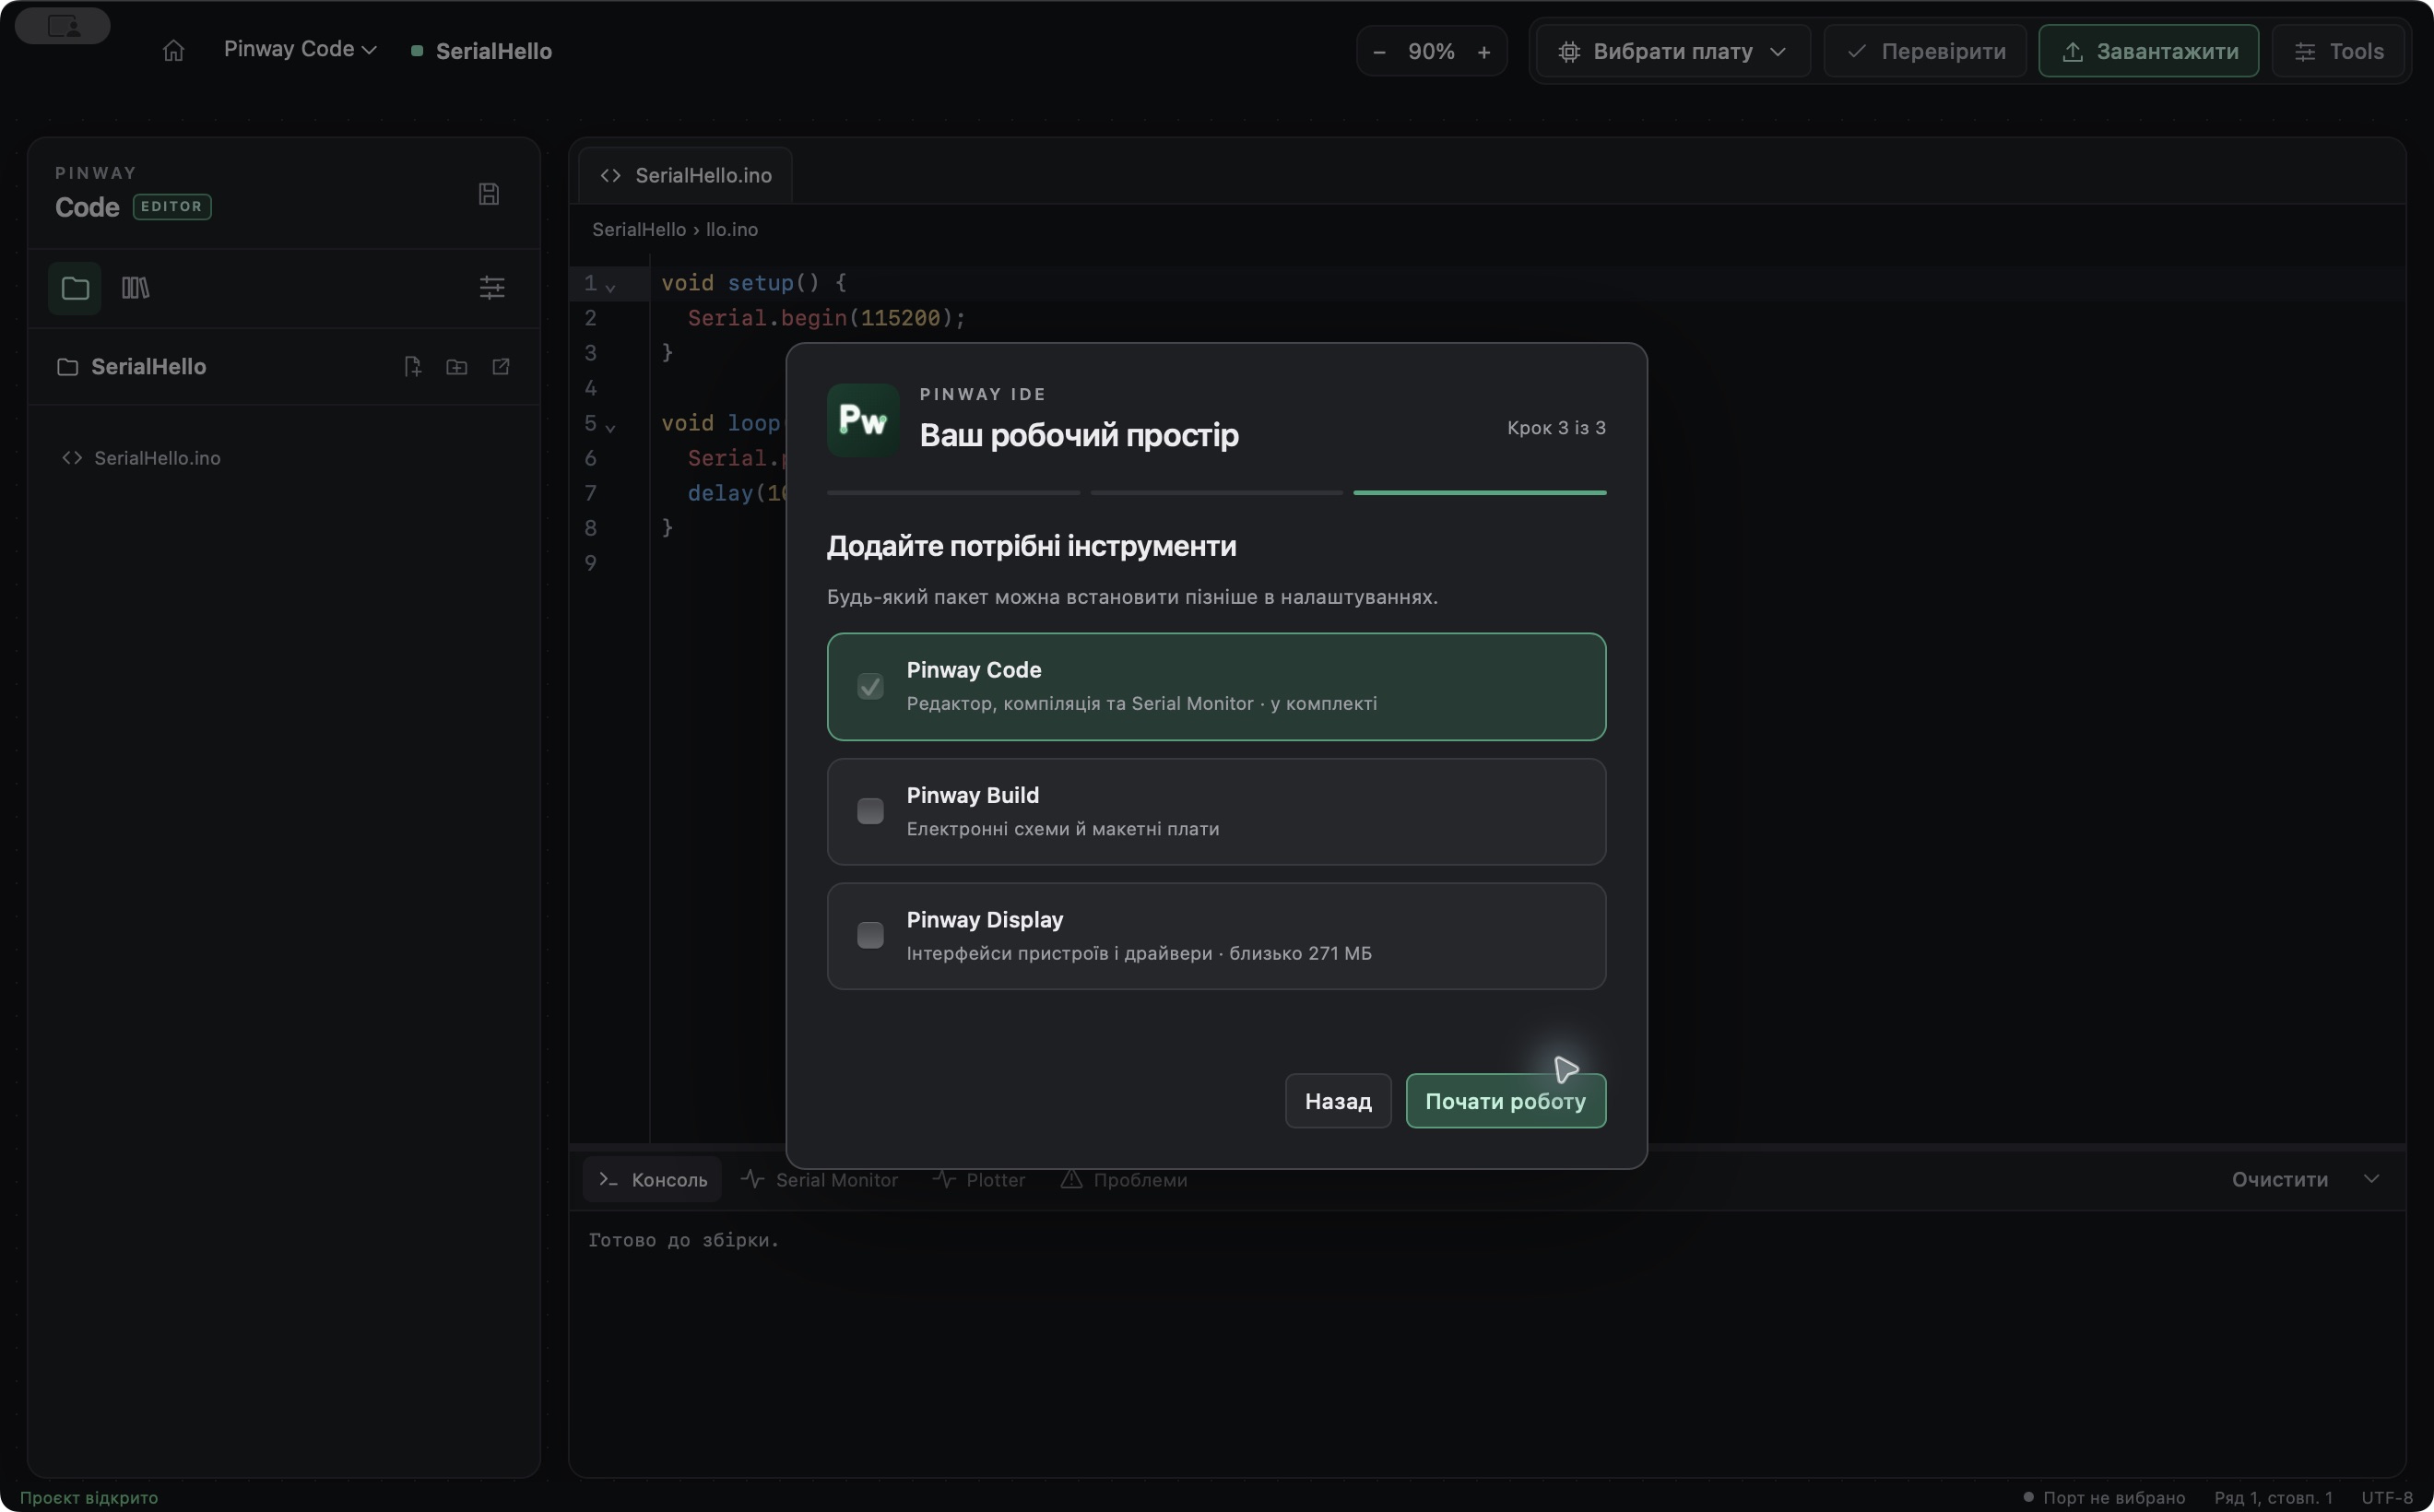 Pinway Code
SerialHello
− 90% +
Вибрати плату
Перевірити
Завантажити
Tools
PINWAY
Code EDITOR
SerialHello
SerialHello.ino
SerialHello.ino
SerialHello › llo.ino
1 void setup() {
2 Serial.begin(115200);
3 }
4
5 void loop
6 Serial.
7 delay(10
8 }
9
Pw
PINWAY IDE
Ваш робочий простір
Крок 3 із 3
Додайте потрібні інструменти
Будь-який пакет можна встановити пізніше в налаштуваннях.
Pinway Code
Редактор, компіляція та Serial Monitor · у комплекті
Pinway Build
Електронні схеми й макетні плати
Pinway Display
Інтерфейси пристроїв і драйвери · близько 271 МБ
Назад
Почати роботу
Консоль
Serial Monitor
Plotter
Проблеми
Очистити
Готово до збірки.
Проєкт відкрито
Порт не вибрано
Ряд 1, стовп. 1
UTF-8